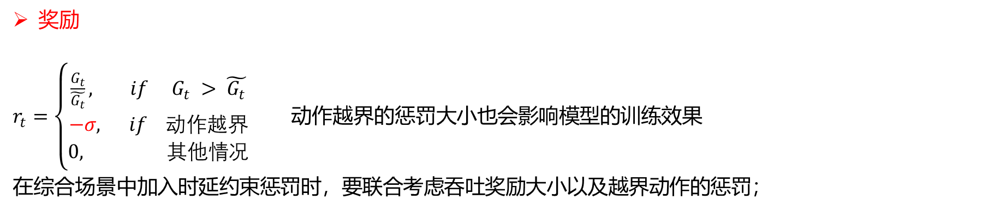 ➢ 奖励
$r_t = \begin{cases} \frac{G_t}{\widetilde{G_t}}, & if \quad G_t > \widetilde{G_t} \\ -\sigma, & if \quad 动作越界 \\ 0, & 其他情况 \end{cases}$ 动作越界的惩罚大小也会影响模型的训练效果
在综合场景中加入时延约束惩罚时，要联合考虑吞吐奖励大小以及越界动作的惩罚；